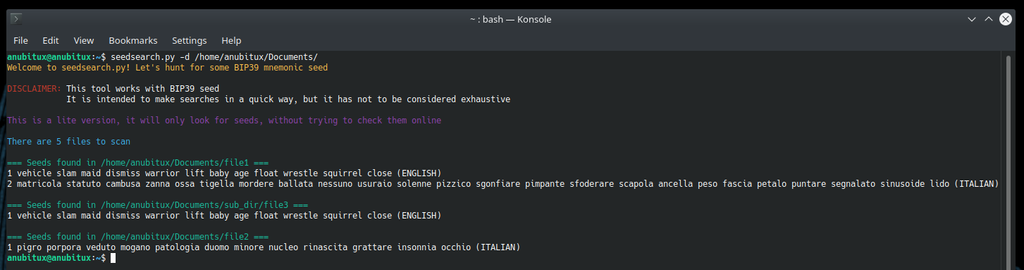 ~ : bash — Konsole
File Edit View Bookmarks Settings Help
anubitux@anubitux:~$ seedsearch.py -d /home/anubitux/Documents/
Welcome to seedsearch.py! Let's hunt for some BIP39 mnemonic seed
DISCLAIMER: This tool works with BIP39 seed
It is intended to make searches in a quick way, but it has not to be considered exhaustive
This is a lite version, it will only look for seeds, without trying to check them online
There are 5 files to scan
=== Seeds found in /home/anubitux/Documents/file1 ===
1 vehicle slam maid dismiss warrior lift baby age float wrestle squirrel close (ENGLISH)
2 matricola statuto cambusa zanna ossa tigella mordere ballata nessuno usuraio solenne pizzico sgonfiare pimpante sfoderare scapola ancella peso fascia petalo puntare segnalato sinusoide lido (ITALIAN)
=== Seeds found in /home/anubitux/Documents/sub_dir/file3 ===
1 vehicle slam maid dismiss warrior lift baby age float wrestle squirrel close (ENGLISH)
=== Seeds found in /home/anubitux/Documents/file2 ===
1 pigro porpora veduto mogano patologia duomo minore nucleo rinascita grattare insonnia occhio (ITALIAN)
anubitux@anubitux:~$